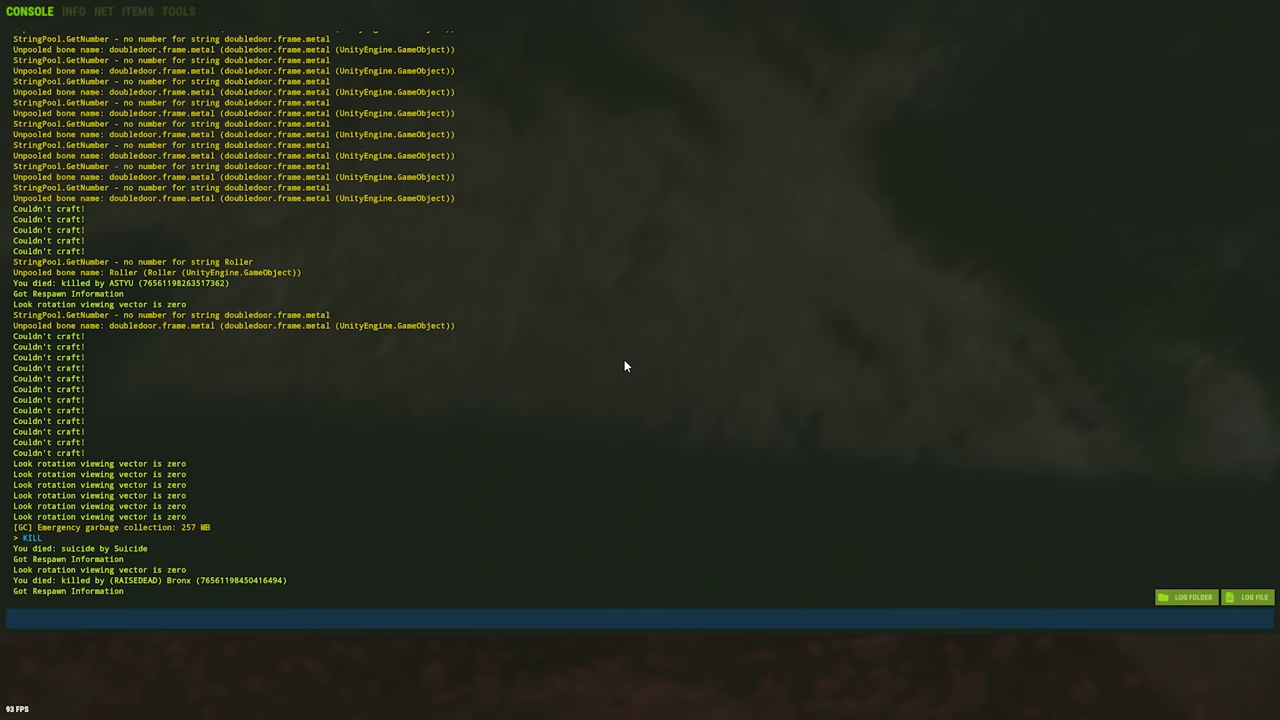 CONSOLE INFO NET ITEMS TOOLS
StringPool.GetNumber - no number for string doubledoor.frame.metal
Unpooled bone name: doubledoor.frame.metal (doubledoor.frame.metal (UnityEngine.GameObject))
StringPool.GetNumber - no number for string doubledoor.frame.metal
Unpooled bone name: doubledoor.frame.metal (doubledoor.frame.metal (UnityEngine.GameObject))
StringPool.GetNumber - no number for string doubledoor.frame.metal
Unpooled bone name: doubledoor.frame.metal (doubledoor.frame.metal (UnityEngine.GameObject))
StringPool.GetNumber - no number for string doubledoor.frame.metal
Unpooled bone name: doubledoor.frame.metal (doubledoor.frame.metal (UnityEngine.GameObject))
StringPool.GetNumber - no number for string doubledoor.frame.metal
Unpooled bone name: doubledoor.frame.metal (doubledoor.frame.metal (UnityEngine.GameObject))
StringPool.GetNumber - no number for string doubledoor.frame.metal
Unpooled bone name: doubledoor.frame.metal (doubledoor.frame.metal (UnityEngine.GameObject))
StringPool.GetNumber - no number for string doubledoor.frame.metal
Unpooled bone name: doubledoor.frame.metal (doubledoor.frame.metal (UnityEngine.GameObject))
StringPool.GetNumber - no number for string doubledoor.frame.metal
Unpooled bone name: doubledoor.frame.metal (doubledoor.frame.metal (UnityEngine.GameObject))
Couldn't craft!
Couldn't craft!
Couldn't craft!
Couldn't craft!
Couldn't craft!
StringPool.GetNumber - no number for string Roller
Unpooled bone name: Roller (Roller (UnityEngine.GameObject))
You died: killed by ASTYU (76561198263517362)
Got Respawn Information
Look rotation viewing vector is zero
StringPool.GetNumber - no number for string doubledoor.frame.metal
Unpooled bone name: doubledoor.frame.metal (doubledoor.frame.metal (UnityEngine.GameObject))
Couldn't craft!
Couldn't craft!
Couldn't craft!
Couldn't craft!
Couldn't craft!
Couldn't craft!
Couldn't craft!
Couldn't craft!
Couldn't craft!
Couldn't craft!
Couldn't craft!
Couldn't craft!
Look rotation viewing vector is zero
Look rotation viewing vector is zero
Look rotation viewing vector is zero
Look rotation viewing vector is zero
Look rotation viewing vector is zero
Look rotation viewing vector is zero
[GC] Emergency garbage collection: 257 MB
> KILL
You died: suicide by Suicide
Got Respawn Information
Look rotation viewing vector is zero
You died: killed by (RAISEDEAD) Bronx (76561198450416494)
Got Respawn Information
LOG FOLDER LOG FILE
93 FPS